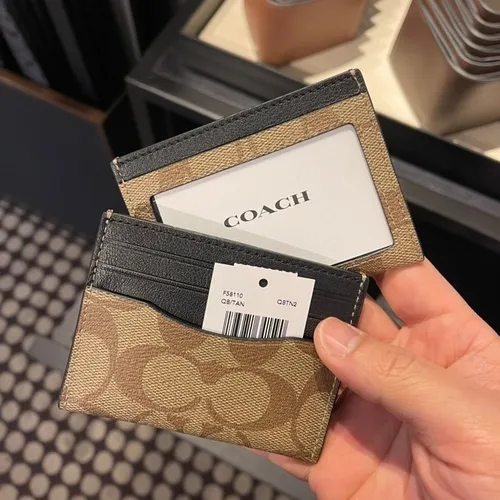 COACH
F58110
QB/TAN
QBTN2